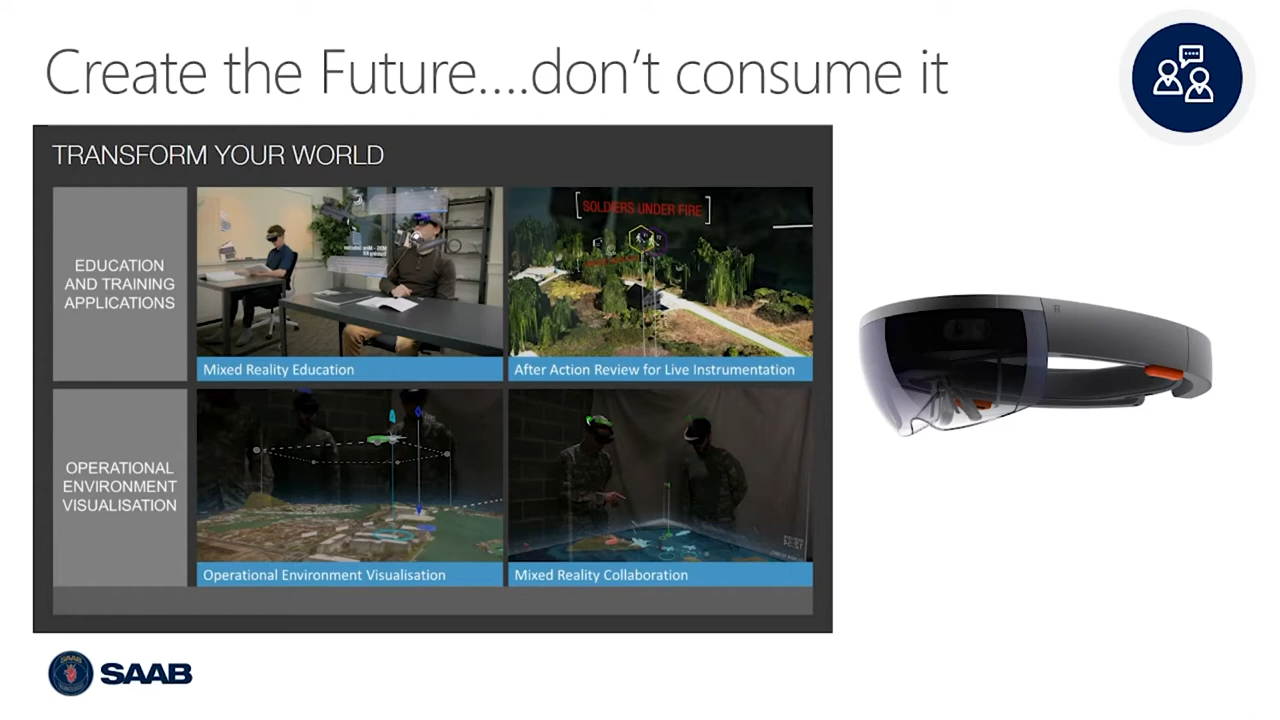 Create the Future....don't consume it
TRANSFORM YOUR WORLD
EDUCATION
AND TRAINING
APPLICATIONS
SOLDIERS UNDER FIRE
Mixed Reality Education
After Action Review for Live Instrumentation
OPERATIONAL
ENVIRONMENT
VISUALISATION
Operational Environment Visualisation
Mixed Reality Collaboration
SAAB
SAAB